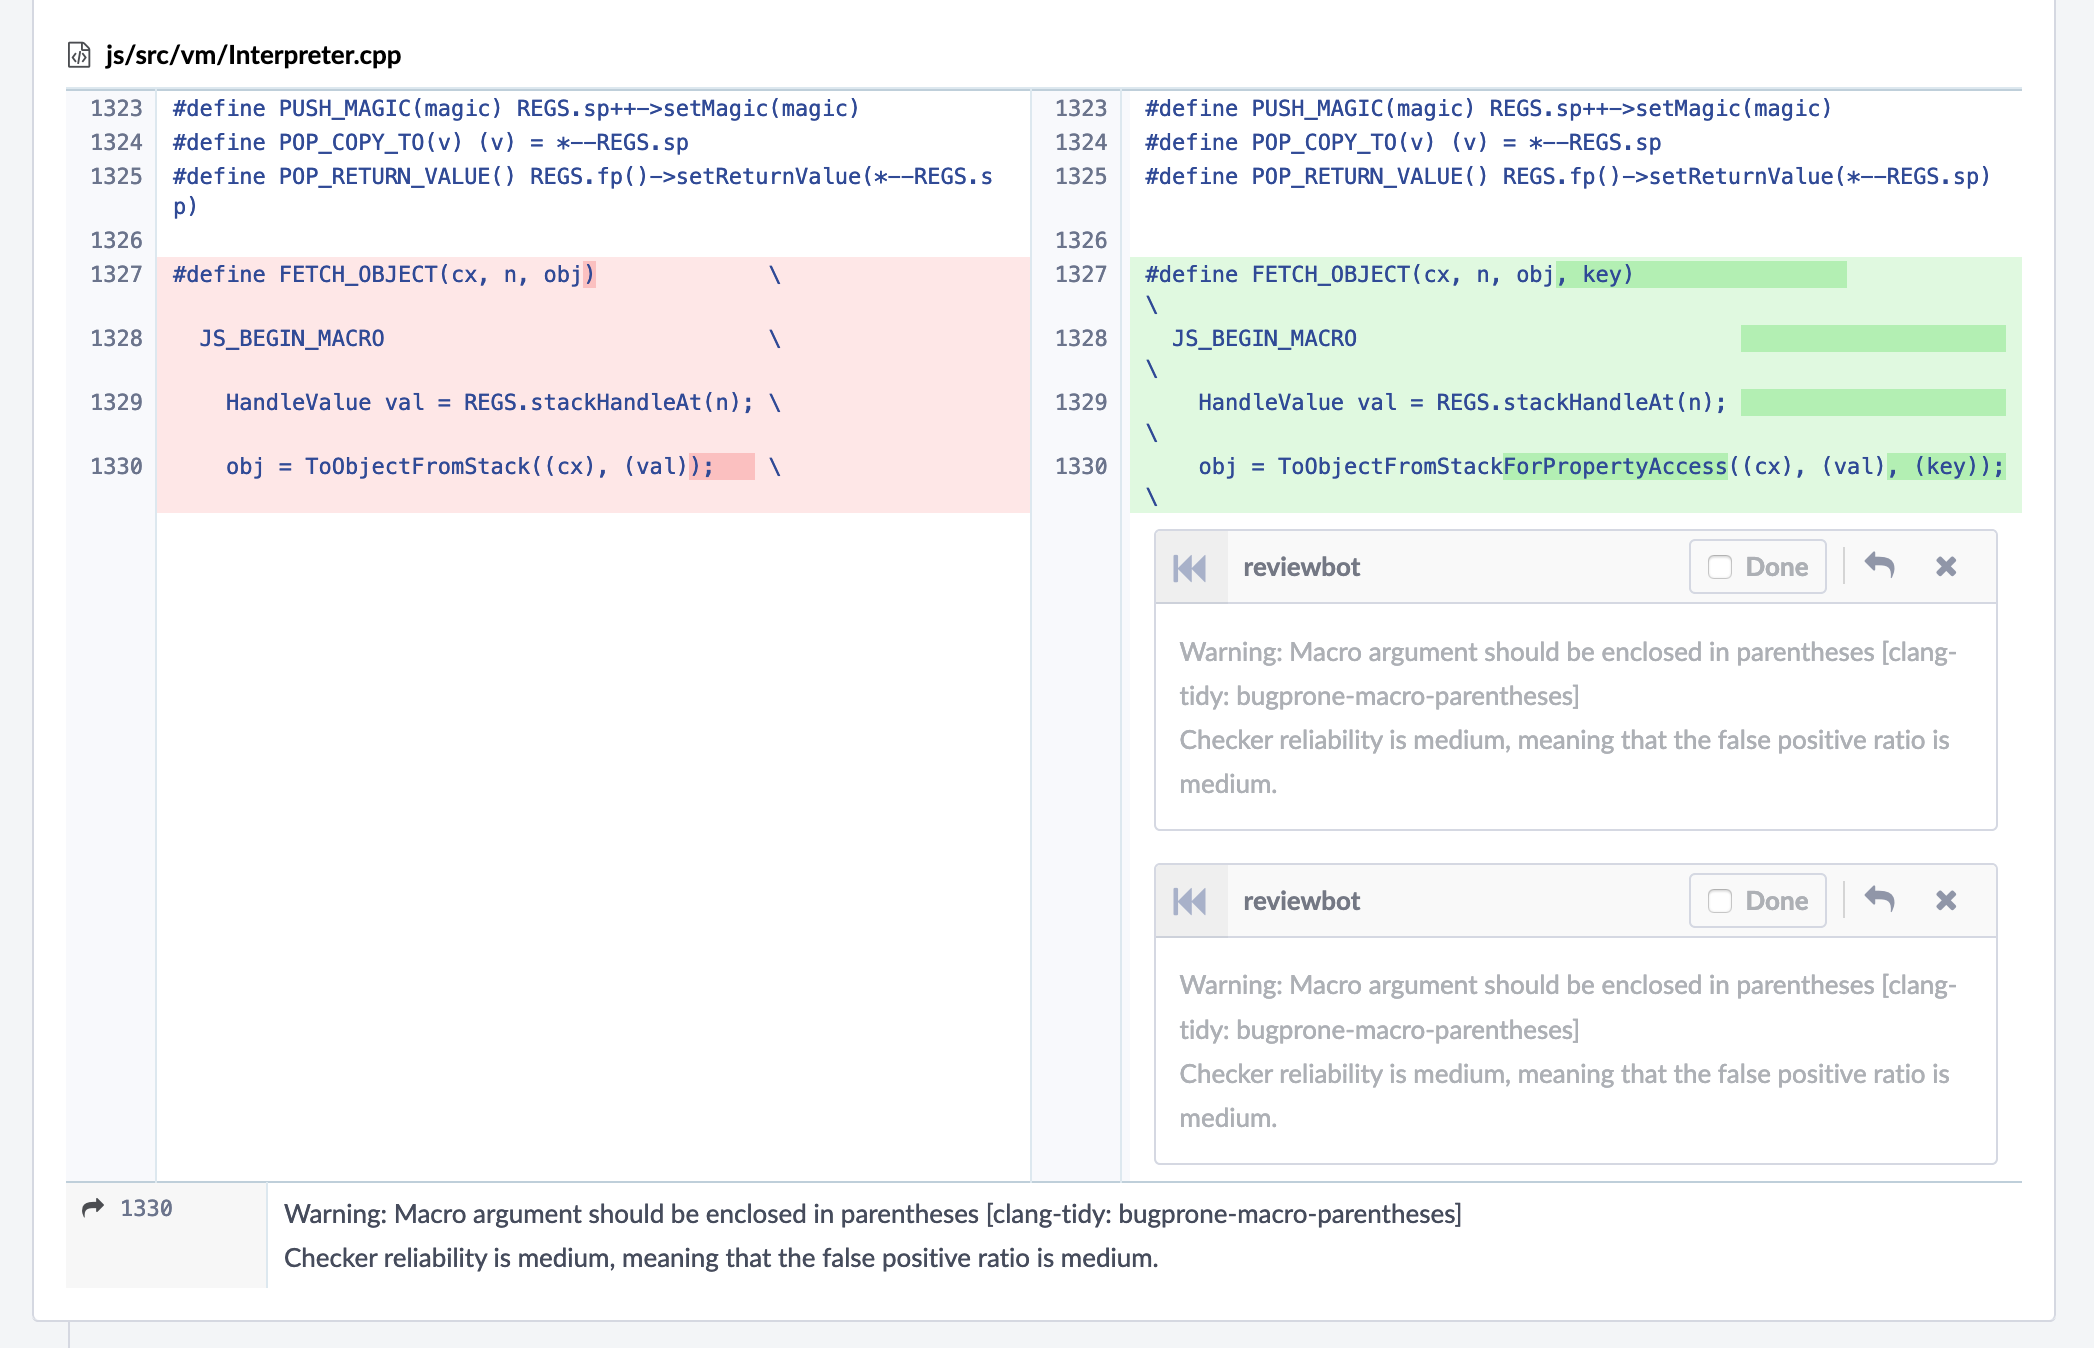 js/src/vm/Interpreter.cpp
1323 #define PUSH_MAGIC(magic) REGS.sp++->setMagic(magic)
1324 #define POP_COPY_TO(v) (v) = *--REGS.sp
1325 #define POP_RETURN_VALUE() REGS.fp()->setReturnValue(*--REGS.s
p)
1326
1327 #define FETCH_OBJECT(cx, n, obj)             \
1328   JS_BEGIN_MACRO                             \
1329     HandleValue val = REGS.stackHandleAt(n); \
1330     obj = ToObjectFromStack((cx), (val));    \
1323 #define PUSH_MAGIC(magic) REGS.sp++->setMagic(magic)
1324 #define POP_COPY_TO(v) (v) = *--REGS.sp
1325 #define POP_RETURN_VALUE() REGS.fp()->setReturnValue(*--REGS.sp)
1326
1327 #define FETCH_OBJECT(cx, n, obj, key)
\
1328   JS_BEGIN_MACRO
\
1329     HandleValue val = REGS.stackHandleAt(n);
\
1330     obj = ToObjectFromStackForPropertyAccess((cx), (val), (key));
\
reviewbot Done
Warning: Macro argument should be enclosed in parentheses [clang-
tidy: bugprone-macro-parentheses]
Checker reliability is medium, meaning that the false positive ratio is
medium.
reviewbot Done
Warning: Macro argument should be enclosed in parentheses [clang-
tidy: bugprone-macro-parentheses]
Checker reliability is medium, meaning that the false positive ratio is
medium.
1330 Warning: Macro argument should be enclosed in parentheses [clang-tidy: bugprone-macro-parentheses]
Checker reliability is medium, meaning that the false positive ratio is medium.